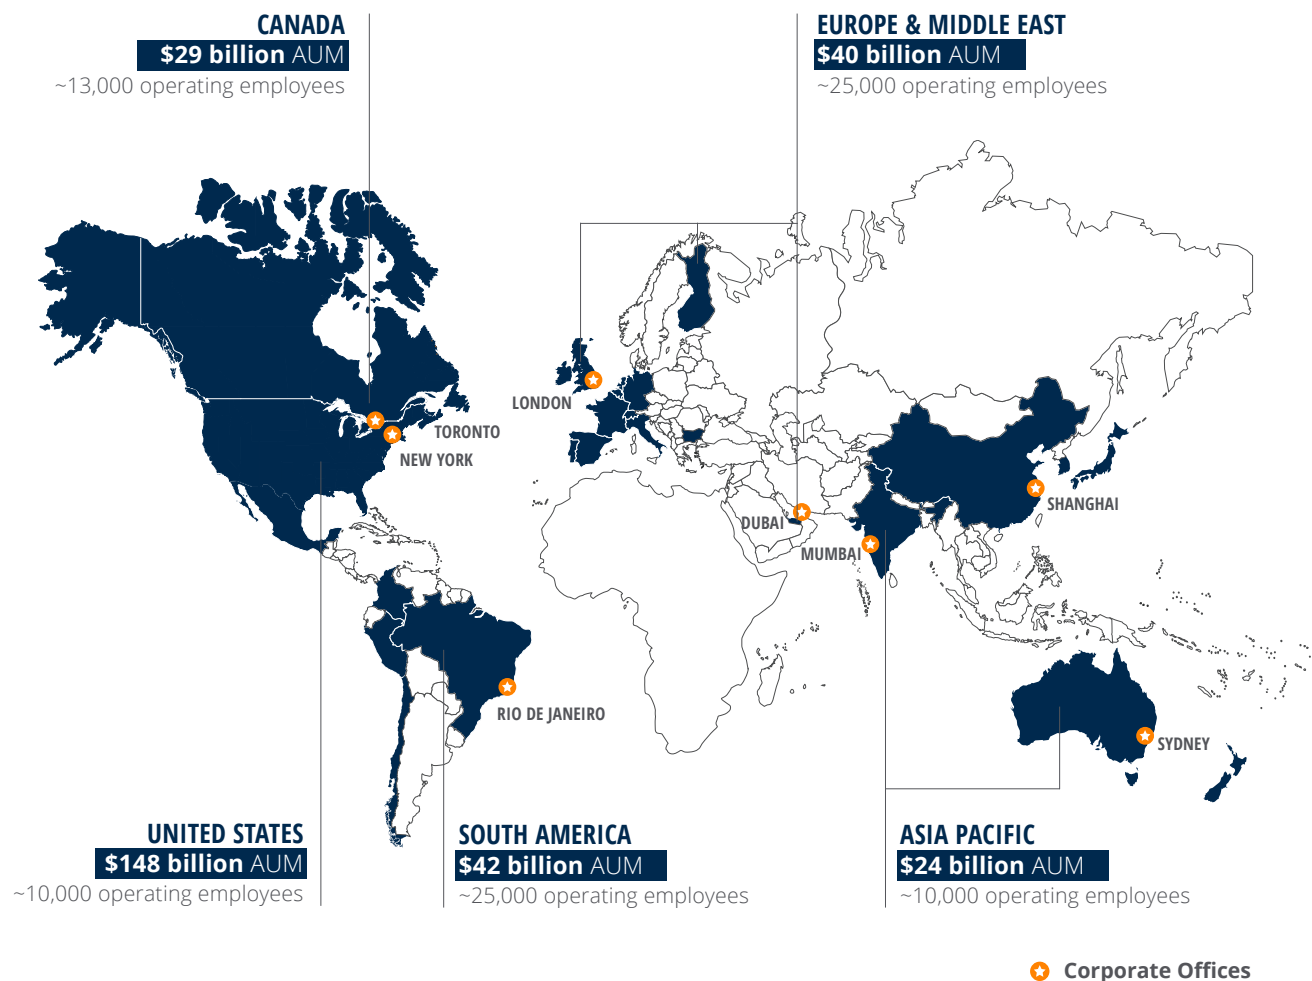 CANADA
$29 billion AUM
~13,000 operating employees
EUROPE & MIDDLE EAST
$40 billion AUM
~25,000 operating employees
LONDON
TORONTO
NEW YORK
SHANGHAI
DUBAI
MUMBAI
RIO DE JANEIRO
SYDNEY
UNITED STATES
$148 billion AUM
~10,000 operating employees
SOUTH AMERICA
$42 billion AUM
~25,000 operating employees
ASIA PACIFIC
$24 billion AUM
~10,000 operating employees
Corporate Offices